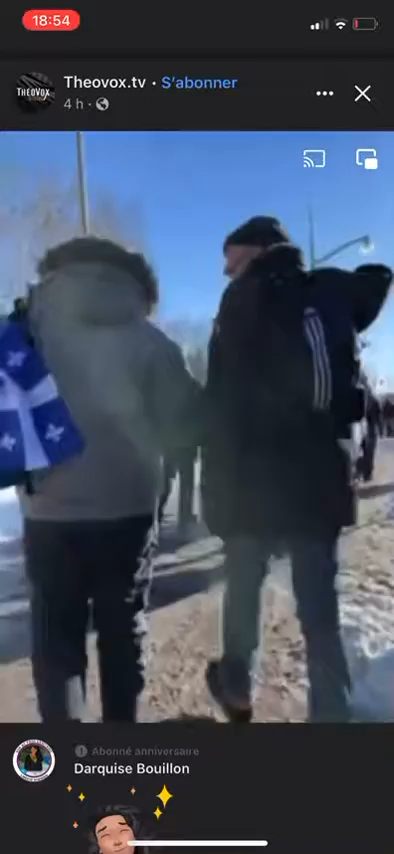 18:54
THEOVOX
Theovox.tv · S'abonner
4 h ·
Abonné anniversaire
Darquise Bouillon